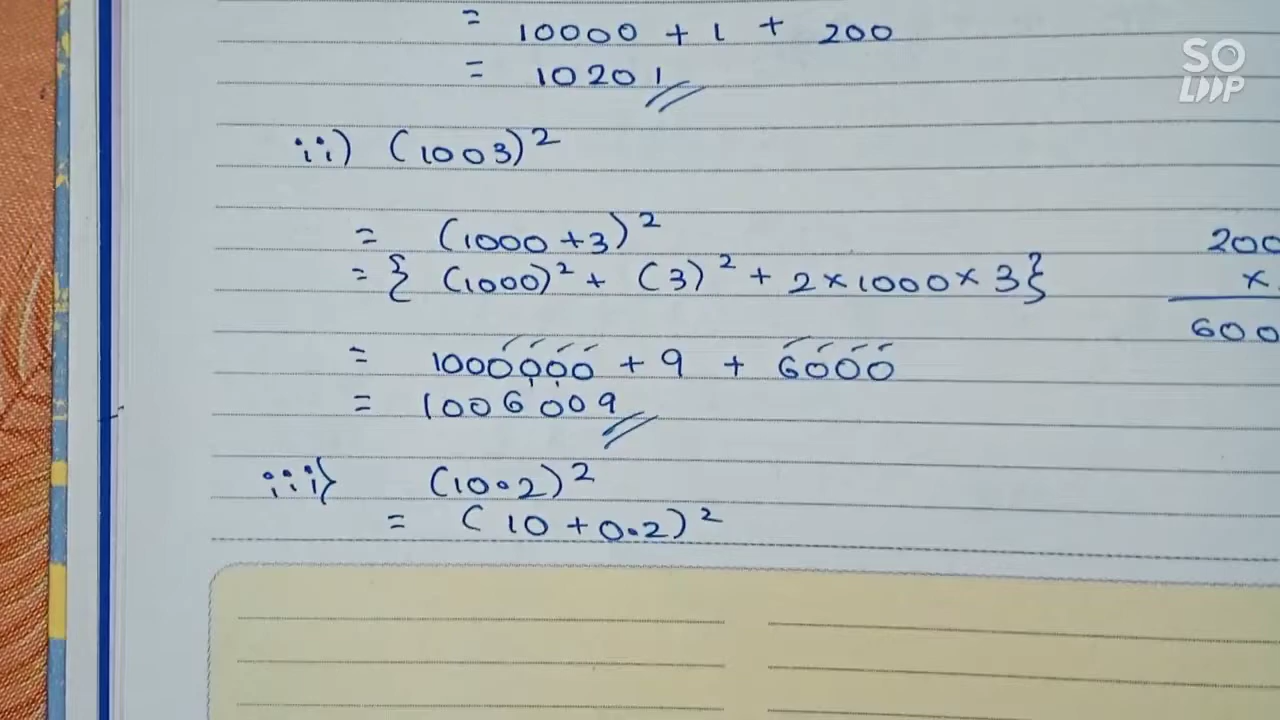 = 10000 + 1 + 200
= 10201
SO LOOP
ii) (1003)²
= (1000 + 3)²
= { (1000)² + (3)² + 2 × 1000 × 3 }
200
×
600
= 1000000 + 9 + 6000
= 1006009
iii} (10.2)²
= (10 + 0.2)²